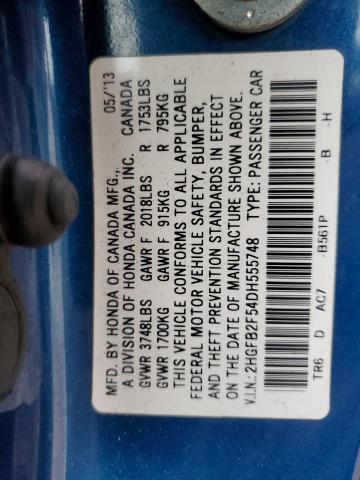 MFD. BY HONDA OF CANADA MFG., 05/'13
A DIVISION OF HONDA CANADA INC. CANADA
GVWR 3748LBS GAWR F 2018LBS R 1753LBS
GVWR 1700KG GAWR F 915KG R 795KG
THIS VEHICLE CONFORMS TO ALL APPLICABLE
FEDERAL MOTOR VEHICLE SAFETY, BUMPER,
AND THEFT PREVENTION STANDARDS IN EFFECT
ON THE DATE OF MANUFACTURE SHOWN ABOVE.
V.I.N.: 2HGFB2F54DH555748 TYPE: PASSENGER CAR
TR6 D AC7 -B561P -B -H